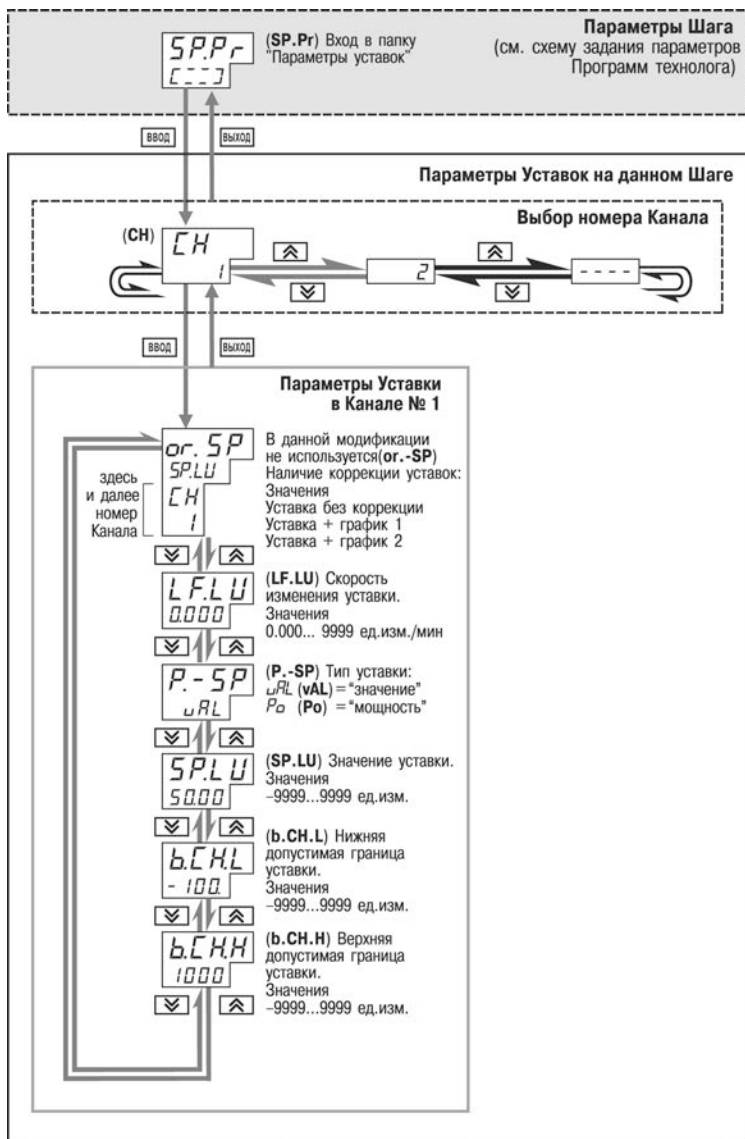 Параметры Шага
(см. схему задания параметров
Программ технолога)
SP.Pr
[---]
(SP.Pr) Вход в папку
"Параметры уставок"
ВВОД
ВЫХОД
Параметры Уставок на данном Шаге
Выбор номера Канала
(CH)
CH
1
2
----
ВВОД
ВЫХОД
Параметры Уставки
в Канале № 1
or. SP
SP.LU
CH
1
здесь
и далее
номер
Канала
В данной модификации
не используется(or.-SP)
Наличие коррекции уставок:
Значения
Уставка без коррекции
Уставка + график 1
Уставка + график 2
LF.LU
0.000
(LF.LU) Скорость
изменения уставки.
Значения
0.000... 9999 ед.изм./мин
P.-SP
vAL
(P.-SP) Тип уставки:
vAL (vAL) = "значение"
Po (Po) = "мощность"
SP.LU
50.00
(SP.LU) Значение уставки.
Значения
–9999...9999 ед.изм.
b.CH.L
-100.
(b.CH.L) Нижняя
допустимая граница
уставки.
Значения
–9999...9999 ед.изм.
b.CH.H
1000
(b.CH.H) Верхняя
допустимая граница
уставки.
Значения
–9999...9999 ед.изм.